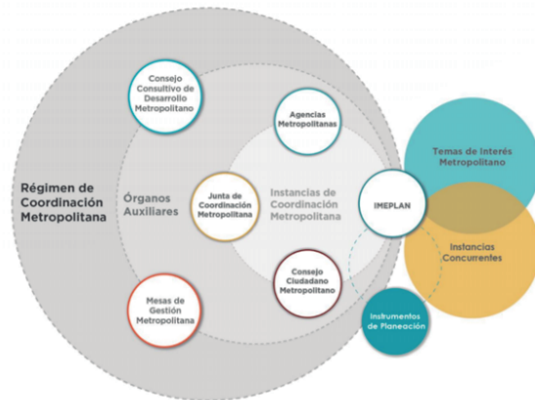 Consejo
Consultivo de
Desarrollo
Metropolitano
Agencias
Metropolitanas
Temas de Interés
Metropolitano
Régimen de
Coordinación
Metropolitana
Órganos
Auxiliares
Junta de
Coordinación
Metropolitana
Instancias de
Coordinación
Metropolitana
IMEPLAN
Instancias
Concurrentes
Consejo
Ciudadano
Metropolitano
Mesas de
Gestión
Metropolitana
Instrumentos
de Planeación